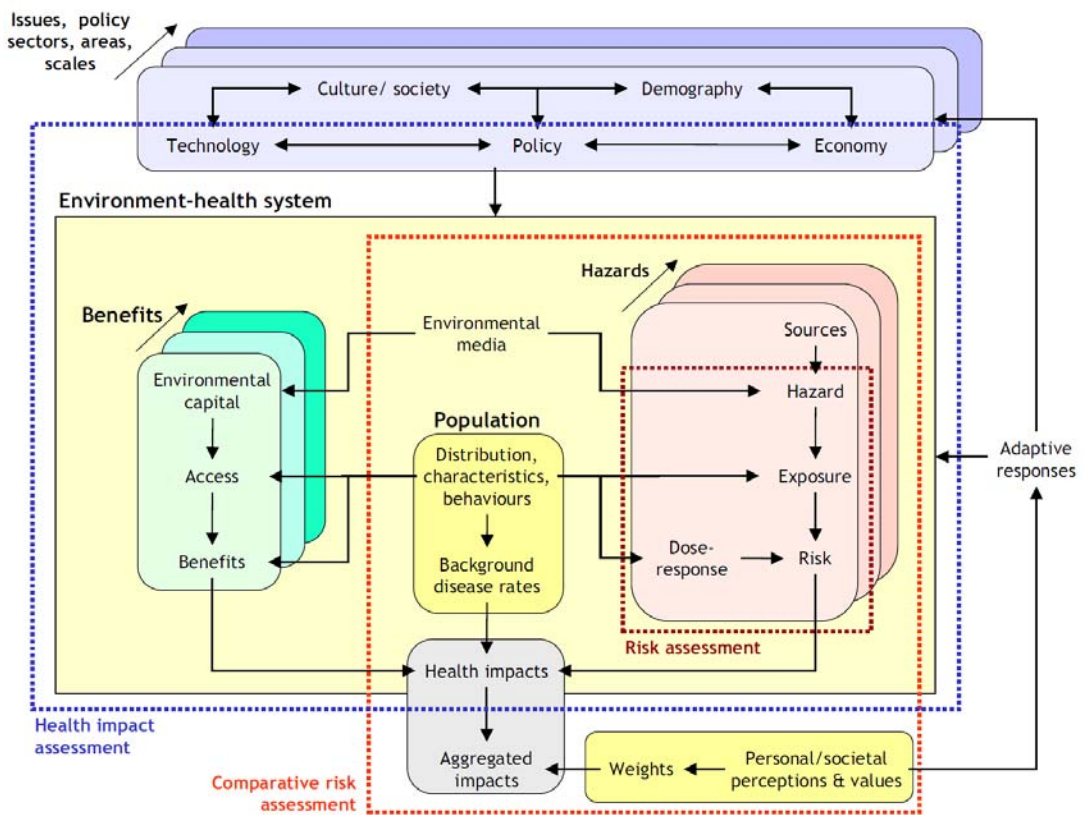 Issues, policy
sectors, areas,
scales
Culture/ society
Demography
Technology
Policy
Economy
Environment-health system
Hazards
Benefits
Environmental
media
Sources
Environmental
capital
Hazard
Population
Distribution,
characteristics,
behaviours
Access
Exposure
Adaptive
responses
Benefits
Background
disease rates
Dose-
response
Risk
Risk assessment
Health impacts
Health impact
assessment
Aggregated
impacts
Weights
Personal/societal
perceptions & values
Comparative risk
assessment